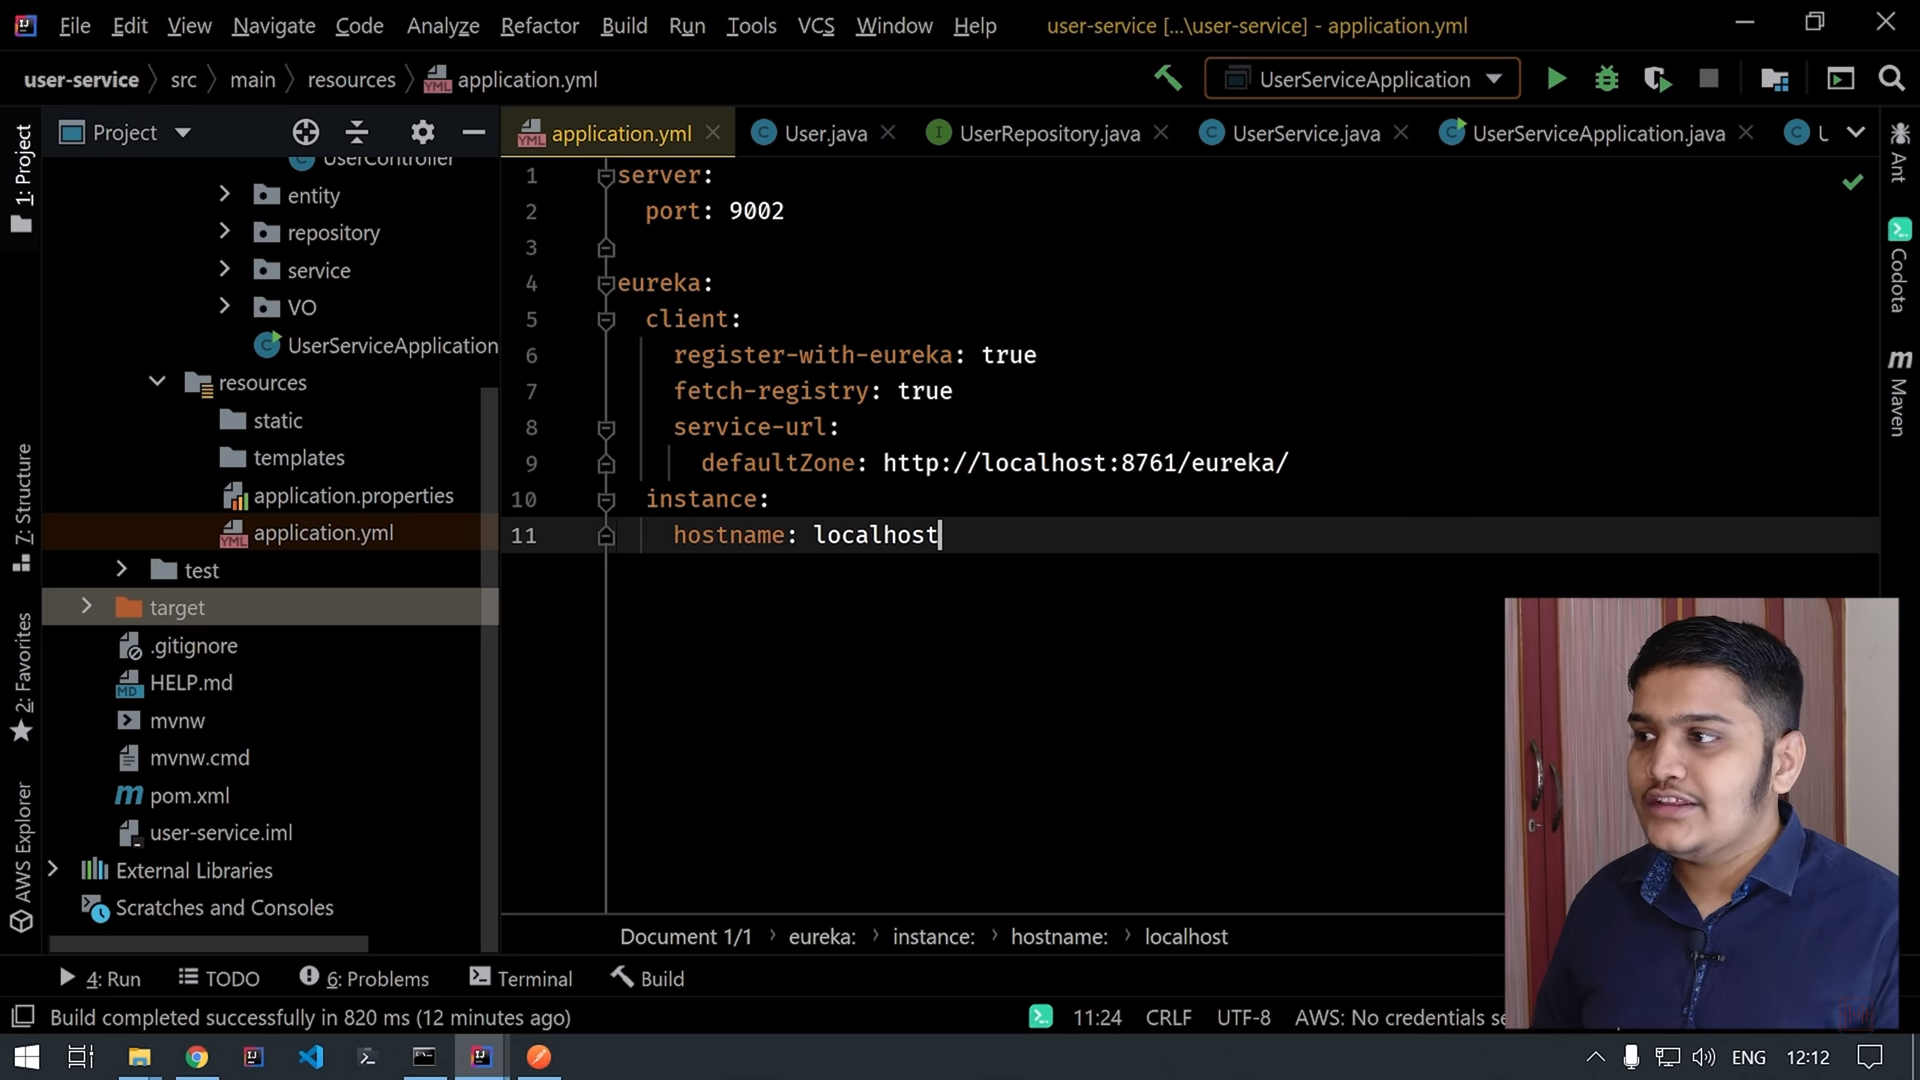 File Edit View Navigate Code Analyze Refactor Build Run Tools VCS Window Help user-service [...\user-service] - application.yml
user-service src main resources application.yml UserServiceApplication
Project application.yml User.java UserRepository.java UserService.java UserServiceApplication.java
1: Project
7: Structure
2: Favorites
AWS Explorer
UserController
entity
repository
service
VO
UserServiceApplication
resources
static
templates
application.properties
application.yml
test
target
.gitignore
HELP.md
mvnw
mvnw.cmd
pom.xml
user-service.iml
External Libraries
Scratches and Consoles
1 server:
2 port: 9002
3
4 eureka:
5 client:
6 register-with-eureka: true
7 fetch-registry: true
8 service-url:
9 defaultZone: http://localhost:8761/eureka/
10 instance:
11 hostname: localhost
Ant
Codota
Maven
Document 1/1 eureka: instance: hostname: localhost
4: Run TODO 6: Problems Terminal Build
Build completed successfully in 820 ms (12 minutes ago) 11:24 CRLF UTF-8 AWS: No credentials se
ENG 12:12